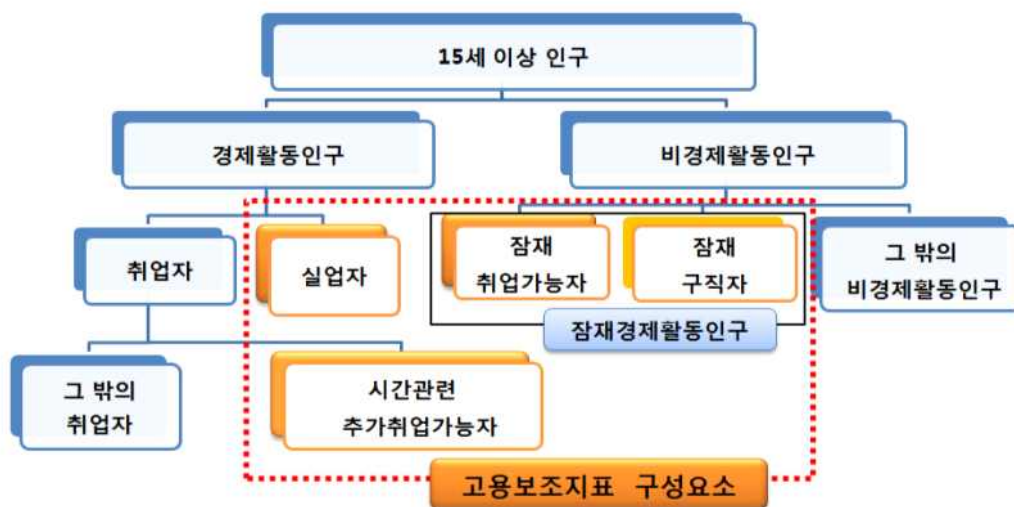 15세 이상 인구
경제활동인구
비경제활동인구
취업자
실업자
잠재
취업가능자
잠재
구직자
그 밖의
비경제활동인구
잠재경제활동인구
그 밖의
취업자
시간관련
추가취업가능자
고용보조지표 구성요소